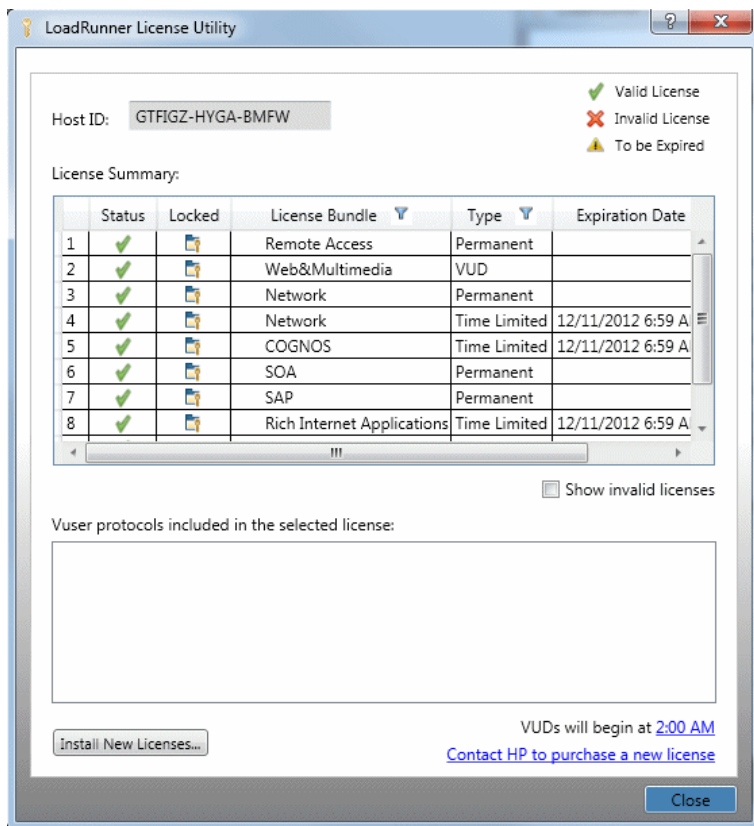 LoadRunner License Utility
Valid License
Host ID: GTFIGZ-HYGA-BMFW
Invalid License
To be Expired
License Summary:
Status Locked License Bundle Type Expiration Date
1 Remote Access Permanent
2 Web&Multimedia VUD
3 Network Permanent
4 Network Time Limited 12/11/2012 6:59 A
5 COGNOS Time Limited 12/11/2012 6:59 A
6 SOA Permanent
7 SAP Permanent
8 Rich Internet Applications Time Limited 12/11/2012 6:59 A
Show invalid licenses
Vuser protocols included in the selected license:
VUDs will begin at 2:00 AM
Install New Licenses...
Contact HP to purchase a new license
Close